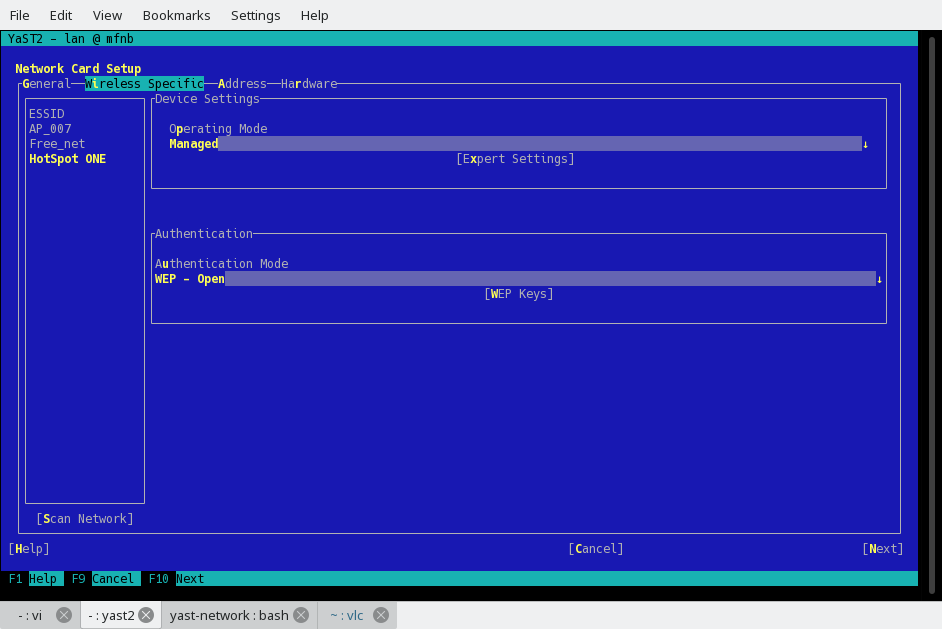 File Edit View Bookmarks Settings Help
YaST2 - lan @ mfnb
Network Card Setup
General Wireless Specific Address Hardware
Device Settings
ESSID
AP_007
Free_net
HotSpot ONE
Operating Mode
Managed ↓
[Expert Settings]
Authentication
Authentication Mode
WEP - Open ↓
[WEP Keys]
[Scan Network]
[Help] [Cancel] [Next]
F1 Help F9 Cancel F10 Next
- : vi - : yast2 yast-network : bash ~ : vlc